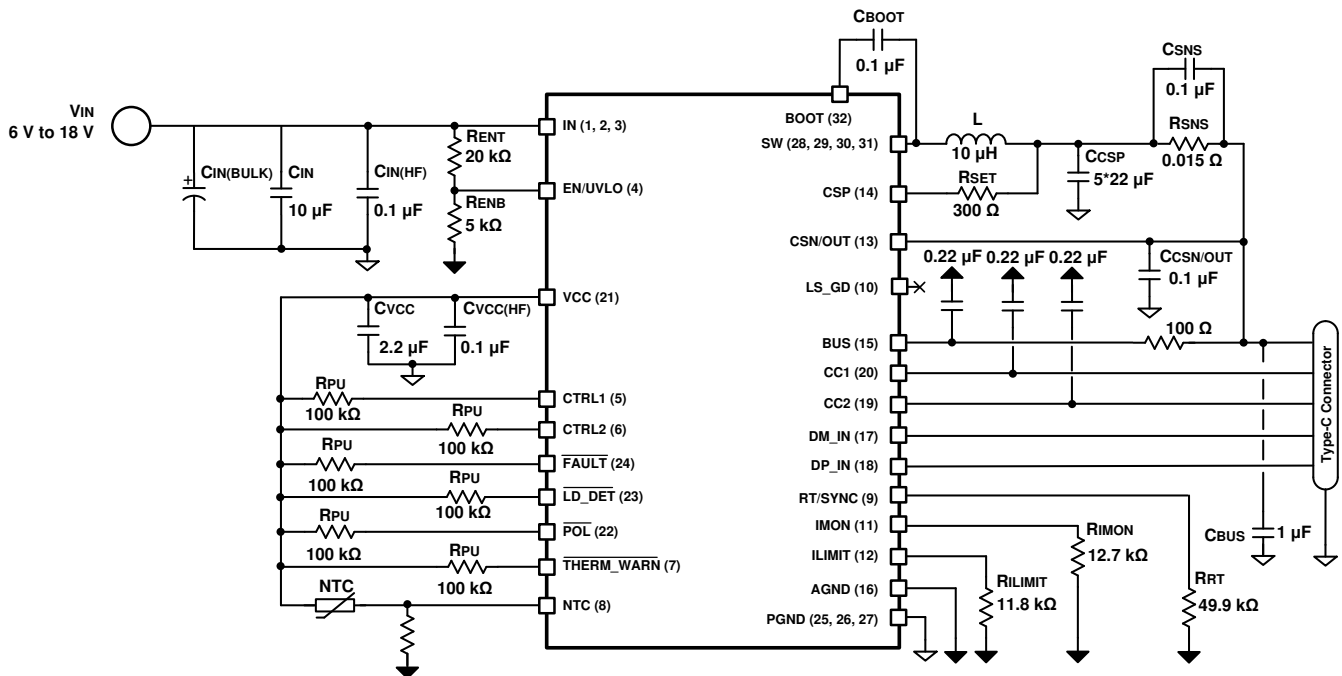 CBOOT
0.1 µF
CSNS
0.1 µF
VIN
6 V to 18 V
BOOT (32)
L
10 µH
RSNS
0.015 Ω
IN (1, 2, 3)
SW (28, 29, 30, 31)
RENT
20 kΩ
CIN(BULK)
CIN
10 µF
CIN(HF)
0.1 µF
CCSP
5*22 µF
EN/UVLO (4)
CSP (14)
RSET
300 Ω
RENB
5 kΩ
CSN/OUT (13)
0.22 µF
0.22 µF
0.22 µF
CCSN/OUT
0.1 µF
LS_GD (10)
VCC (21)
CVCC
2.2 µF
CVCC(HF)
0.1 µF
100 Ω
BUS (15)
CC1 (20)
RPU
100 kΩ
CTRL1 (5)
CC2 (19)
RPU
100 kΩ
CTRL2 (6)
DM_IN (17)
RPU
100 kΩ
FAULT (24)
DP_IN (18)
Type-C Connector
RPU
100 kΩ
LD_DET (23)
RT/SYNC (9)
RPU
100 kΩ
POL (22)
IMON (11)
RIMON
12.7 kΩ
CBUS
1 µF
RPU
100 kΩ
THERM_WARN (7)
ILIMIT (12)
RILIMIT
11.8 kΩ
RRT
49.9 kΩ
NTC
NTC (8)
AGND (16)
PGND (25, 26, 27)